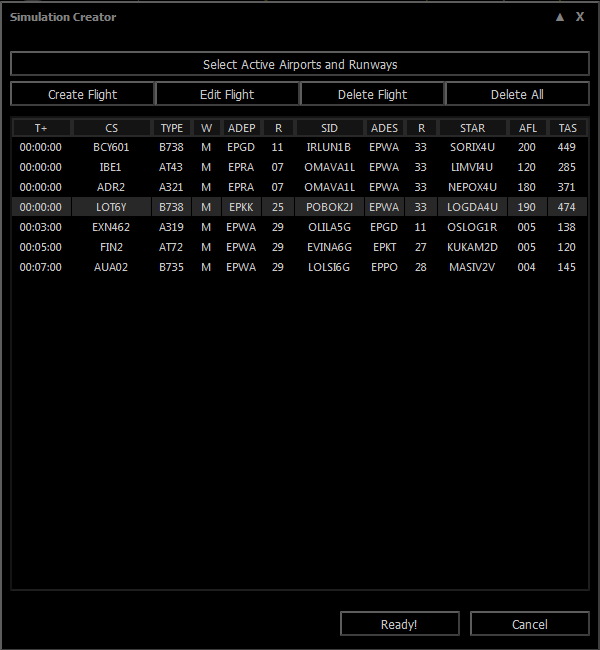 Simulation Creator ▲ X
Select Active Airports and Runways
Create Flight Edit Flight Delete Flight Delete All
T+ CS TYPE W ADEP R SID ADES R STAR AFL TAS
00:00:00 BCY601 B738 M EPGD 11 IRLUN1B EPWA 33 SORIX4U 200 449
00:00:00 IBE1 AT43 M EPRA 07 OMAVA1L EPWA 33 LIMVI4U 120 285
00:00:00 ADR2 A321 M EPRA 07 OMAVA1L EPWA 33 NEPOX4U 180 371
00:00:00 LOT6Y B738 M EPKK 25 POBOK2J EPWA 33 LOGDA4U 190 474
00:03:00 EXN462 A319 M EPWA 29 OLILA5G EPGD 11 OSLOG1R 005 138
00:05:00 FIN2 AT72 M EPWA 29 EVINA6G EPKT 27 KUKAM2D 005 120
00:07:00 AUA02 B735 M EPWA 29 LOLSI6G EPPO 28 MASIV2V 004 145
Ready! Cancel